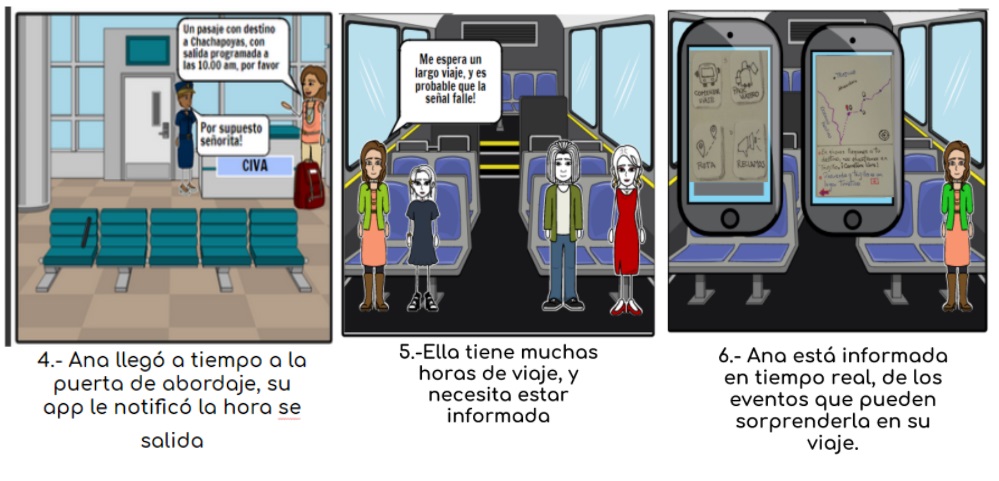 Un pasaje con destino
a Chachapoyas, con
salida programada a
las 10.00 am, por favor
Por supuesto
señorita!
CIVA
4.- Ana llegó a tiempo a la
puerta de abordaje, su
app le notificó la hora se
salida
Me espera un
largo viaje, y es
probable que la
señal falle!
5.-Ella tiene muchas
horas de viaje, y
necesita estar
informada
RUTA
RECLAMO
6.- Ana está informada
en tiempo real, de los
eventos que pueden
sorprenderla en su
viaje.